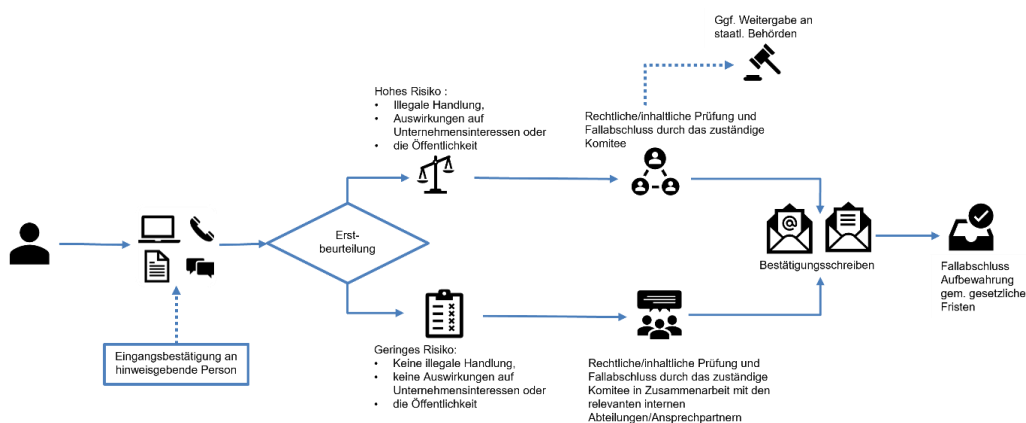 Ggf. Weitergabe an
staatl. Behörden
Hohes Risiko :
• Illegale Handlung,
• Auswirkungen auf
Unternehmensinteressen oder
• die Öffentlichkeit
Rechtliche/inhaltliche Prüfung und
Fallabschluss durch das zuständige
Komitee
Erst-
beurteilung
@
Bestätigungsschreiben
Fallabschluss
Aufbewahrung
gem. gesetzliche
Fristen
Eingangsbestätigung an
hinweisgebende Person
Geringes Risiko:
• Keine illegale Handlung,
• keine Auswirkungen auf
Unternehmensinteressen oder
• die Öffentlichkeit
Rechtliche/inhaltliche Prüfung und
Fallabschluss durch das zuständige
Komitee in Zusammenarbeit mit den
relevanten internen
Abteilungen/Ansprechpartnern